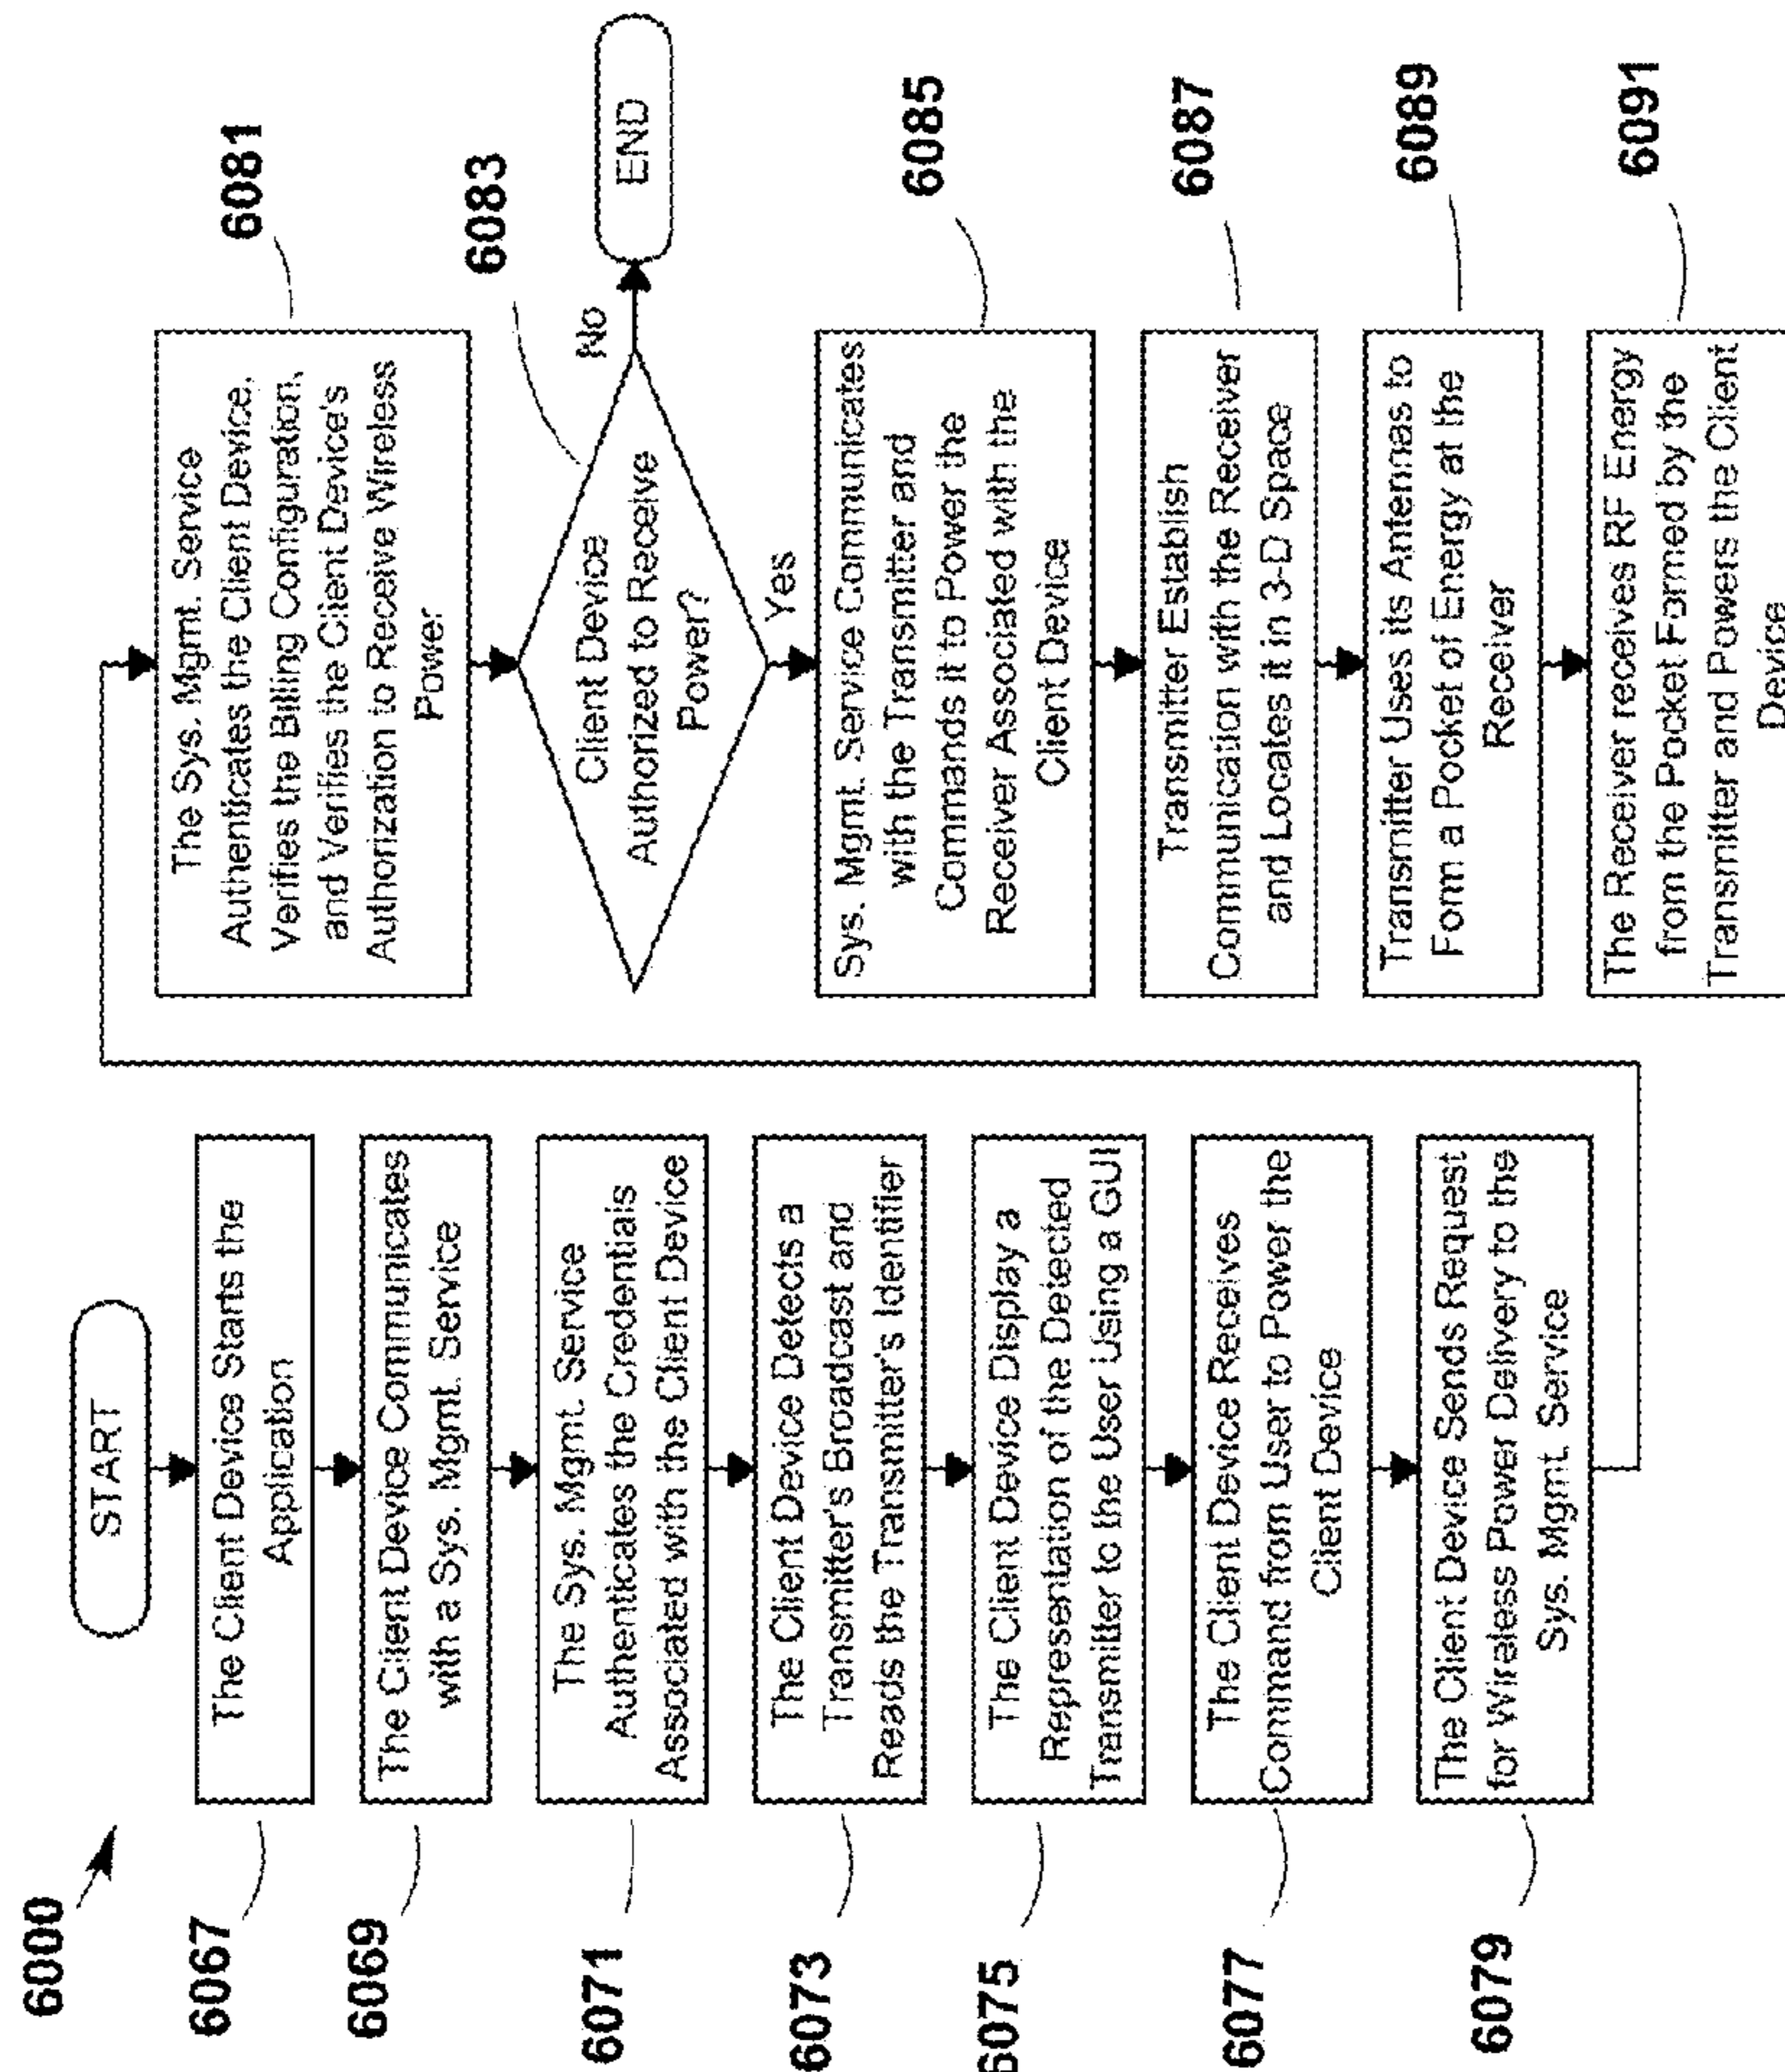 6000
START
6067
The Client Device Starts the
Application
6069
The Client Device Communicates
with a Sys. Mgmt. Service
6071
The Sys. Mgmt. Service
Authenticates the Credentials
Associated with the Client Device
6073
The Client Device Detects a
Transmitter's Broadcast and
Reads the Transmitter's Identifier
6075
The Client Device Display a
Representation of the Detected
Transmitter to the User Using a GUI
6077
The Client Device Receives
Command from User to Power the
Client Device
6079
The Client Device Sends Request
for Wireless Power Delivery to the
Sys. Mgmt. Service
6081
The Sys. Mgmt. Service
Authenticates the Client Device,
Verifies the Billing Configuration,
and Verifies the Client Device's
Authorization to Receive Wireless
Power
6083
Client Device
Authorized to Receive
Power?
No
END
Yes
6085
Sys. Mgmt. Service Communicates
with the Transmitter and
Commands it to Power the
Receiver Associated with the
Client Device
6087
Transmitter Establish
Communication with the Receiver
and Locates it in 3-D Space
6089
Transmitter Uses its Antennas to
Form a Pocket of Energy at the
Receiver
6091
The Receiver receives RF Energy
from the Pocket Formed by the
Transmitter and Powers the Client
Device